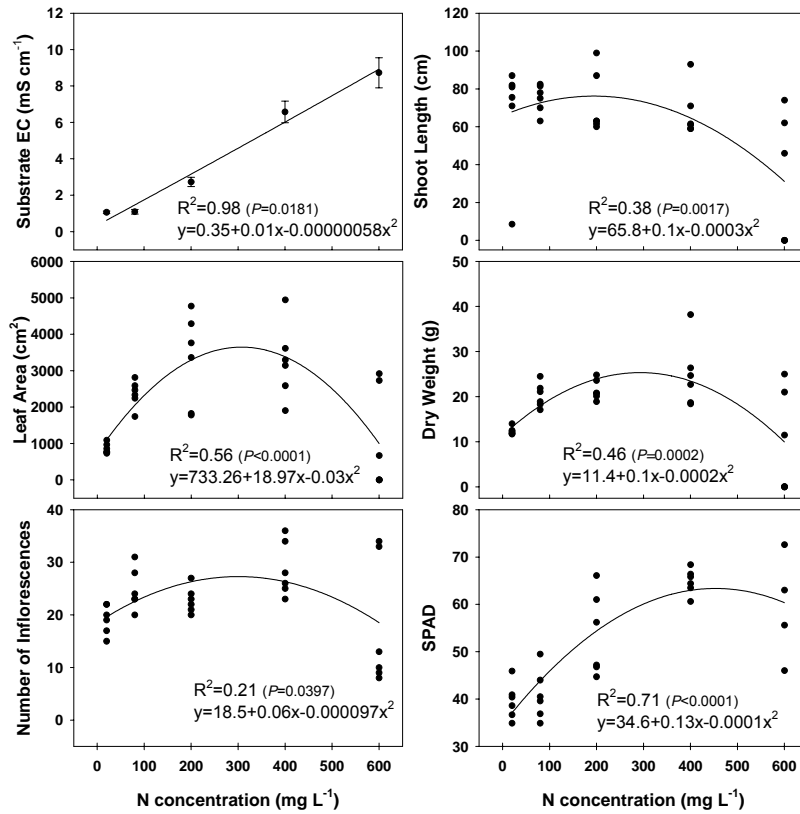 Substrate EC (mS cm⁻¹)
12
10
8
6
4
2
0
R²=0.98 (P=0.0181)
y=0.35+0.01x-0.00000058x²
Shoot Length (cm)
120
100
80
60
40
20
0
R²=0.38 (P=0.0017)
y=65.8+0.1x-0.0003x²
Leaf Area (cm²)
6000
5000
4000
3000
2000
1000
0
R²=0.56 (P<0.0001)
y=733.26+18.97x-0.03x²
Dry Weight (g)
50
40
30
20
10
0
R²=0.46 (P=0.0002)
y=11.4+0.1x-0.0002x²
Number of Inflorescences
40
30
20
10
0
R²=0.21 (P=0.0397)
y=18.5+0.06x-0.000097x²
0 100 200 300 400 500 600
N concentration (mg L⁻¹)
SPAD
80
70
60
50
40
30
R²=0.71 (P<0.0001)
y=34.6+0.13x-0.0001x²
0 100 200 300 400 500 600
N concentration (mg L⁻¹)